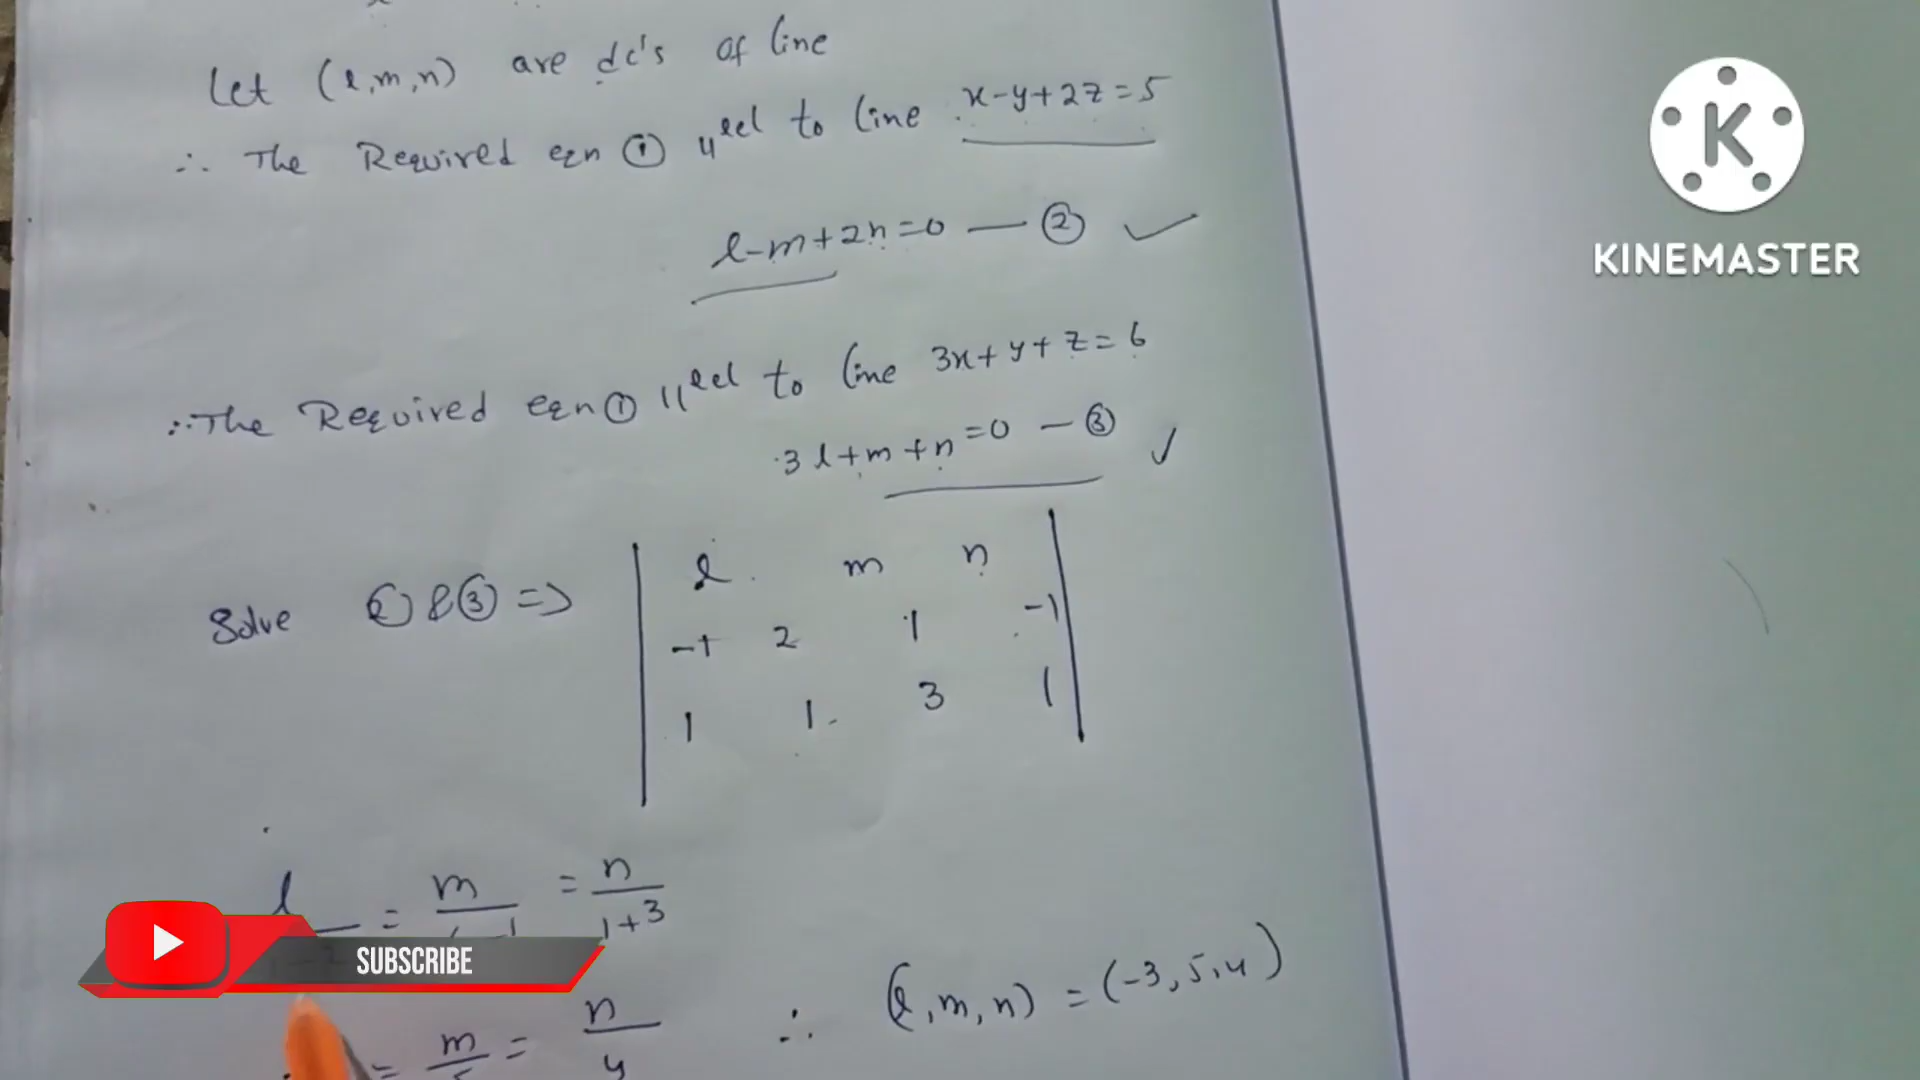 Let (l,m,n) are dc's of line
∴ The Required eqn ① ||lel to line x-y+2z=5
l-m+2n=0 — ②
∴ The Required eqn ① ||lel to line 3x+y+z=6
3l+m+n=0 — ③
Solve ② & ③ =>
l m n
-1 2 1 -1
1 1 3 1
l = m = n
1+3
= m = n
4
∴ (l,m,n) = (-3,5,4)
KINEMASTER
SUBSCRIBE